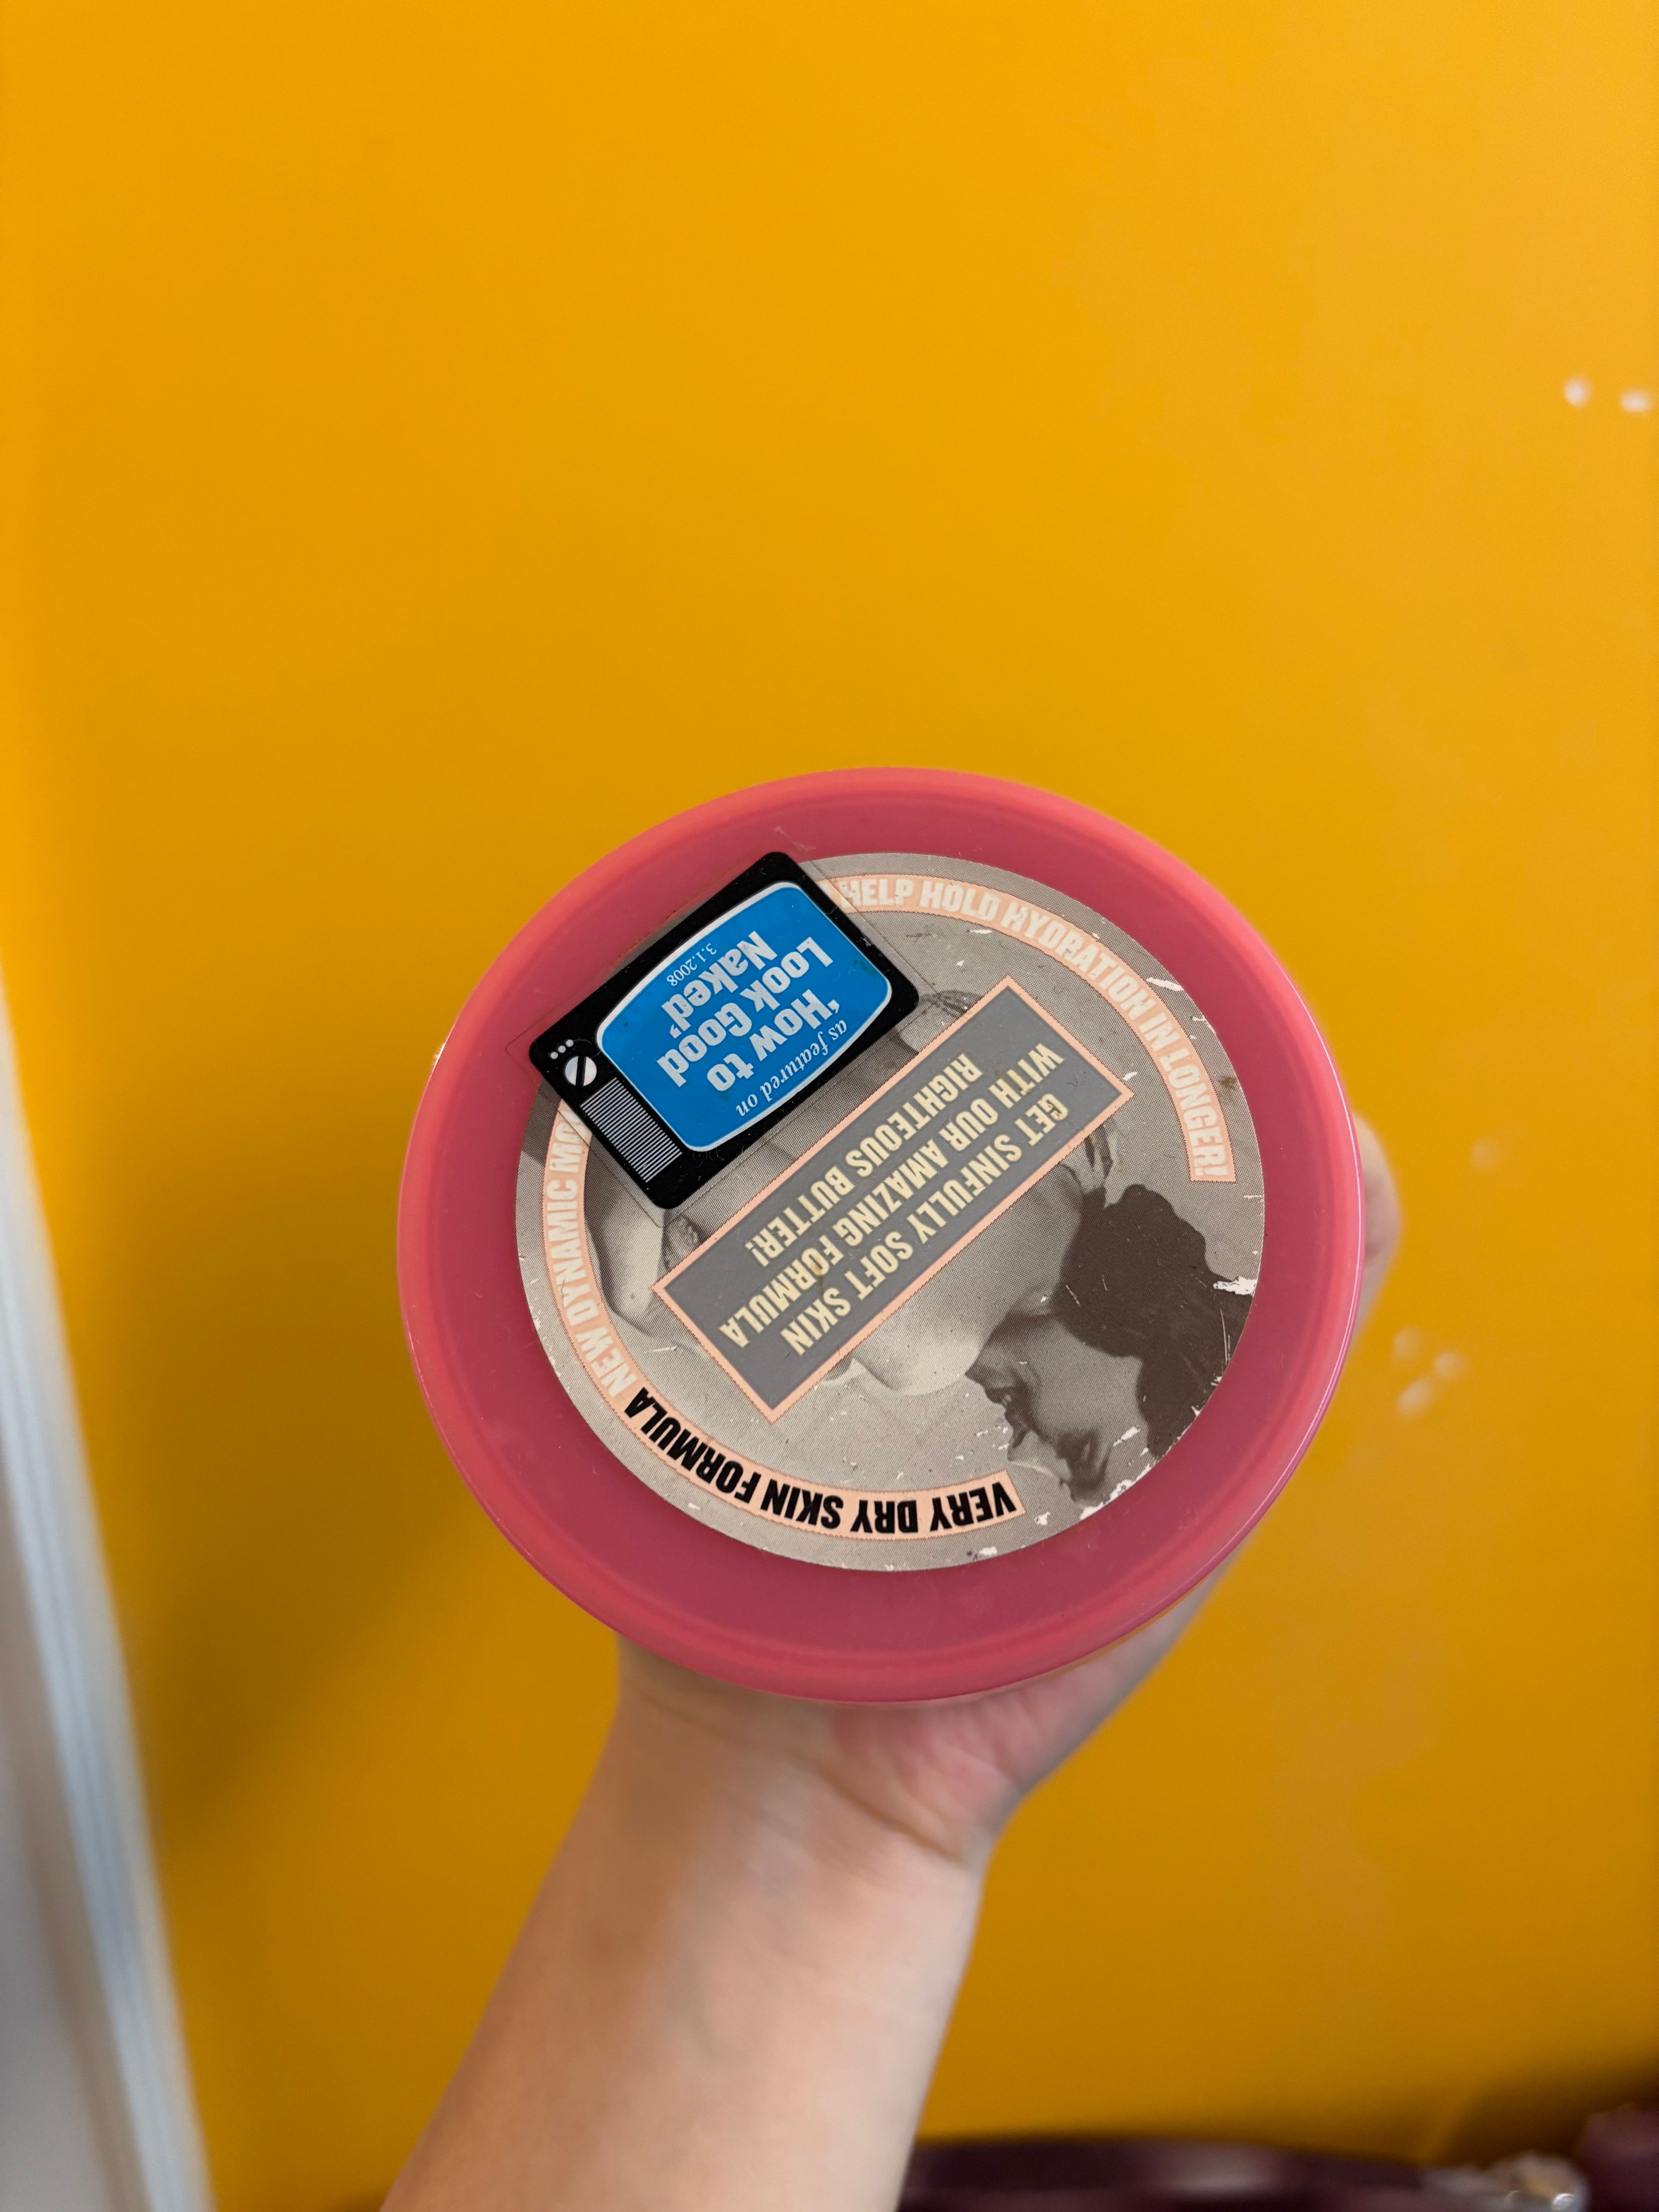 as featured on
'How to
Look Good
Naked'
3.1.2008
GET SINFULLY SOFT SKIN
WITH OUR AMAZING FORMULA
RIGHTEOUS BUTTER!
VERY DRY SKIN FORMULA NEW DYNAMIC
HELP HOLD HYDRATION IN LONGER!